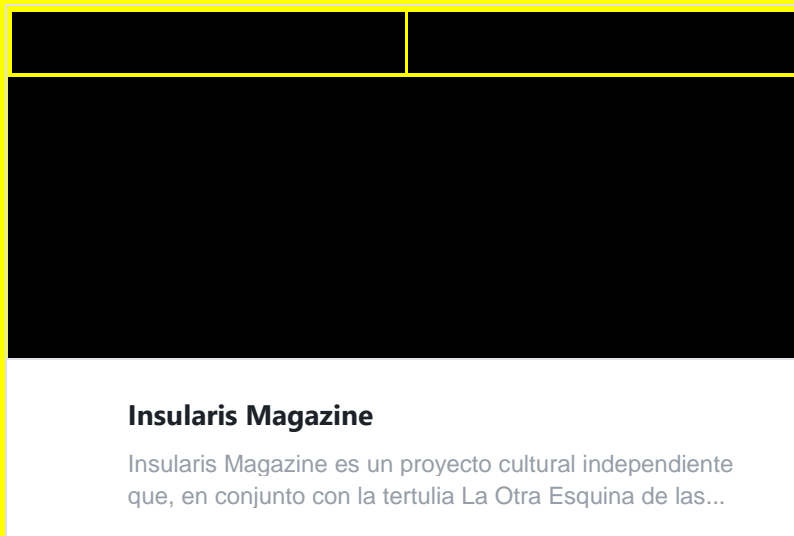 Insularis Magazine
Insularis Magazine es un proyecto cultural independiente
que, en conjunto con la tertulia La Otra Esquina de las...